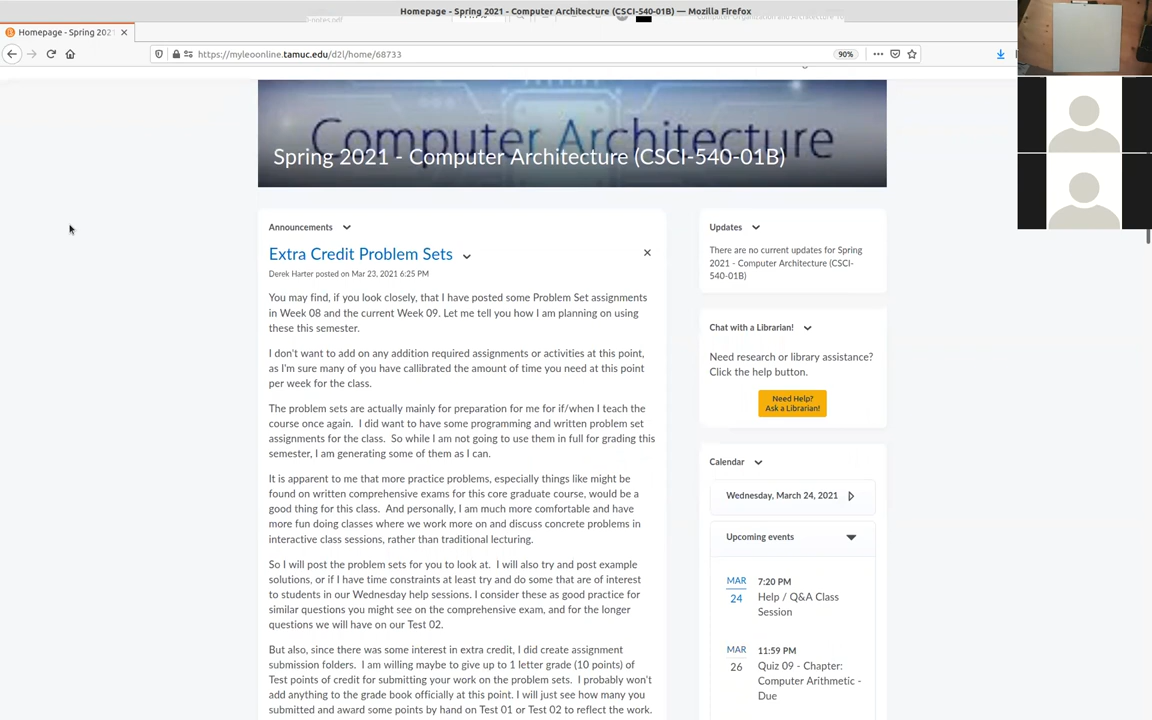 Homepage - Spring 2021 - Computer Architecture (CSCI-540-01B) — Mozilla Firefox
Homepage - Spring 2021
https://myleoonline.tamuc.edu/d2l/home/68733
90%
Computer Architecture
Spring 2021 - Computer Architecture (CSCI-540-01B)
Announcements
Extra Credit Problem Sets
Derek Harter posted on Mar 23, 2021 6:25 PM
You may find, if you look closely, that I have posted some Problem Set assignments
in Week 08 and the current Week 09. Let me tell you how I am planning on using
these this semester.
I don't want to add on any addition required assignments or activities at this point,
as I'm sure many of you have callibrated the amount of time you need at this point
per week for the class.
The problem sets are actually mainly for preparation for me for if/when I teach the
course once again. I did want to have some programming and written problem set
assignments for the class. So while I am not going to use them in full for grading this
semester, I am generating some of them as I can.
It is apparent to me that more practice problems, especially things like might be
found on written comprehensive exams for this core graduate course, would be a
good thing for this class. And personally, I am much more comfortable and have
more fun doing classes where we work more on and discuss concrete problems in
interactive class sessions, rather than traditional lecturing.
So I will post the problem sets for you to look at. I will also try and post example
solutions, or if I have time constraints at least try and do some that are of interest
to students in our Wednesday help sessions. I consider these as good practice for
similar questions you might see on the comprehensive exam, and for the longer
questions we will have on our Test 02.
But also, since there was some interest in extra credit, I did create assignment
submission folders. I am willing maybe to give up to 1 letter grade (10 points) of
Test points of credit for submitting your work on the problem sets. I probably won't
add anything to the grade book officially at this point. I will just see how many you
submitted and award some points by hand on Test 01 or Test 02 to reflect the work.
Updates
There are no current updates for Spring
2021 - Computer Architecture (CSCI-
540-01B)
Chat with a Librarian!
Need research or library assistance?
Click the help button.
Need Help?
Ask a Librarian!
Calendar
Wednesday, March 24, 2021
Upcoming events
MAR
24
7:20 PM
Help / Q&A Class
Session
MAR
26
11:59 PM
Quiz 09 - Chapter:
Computer Arithmetic -
Due